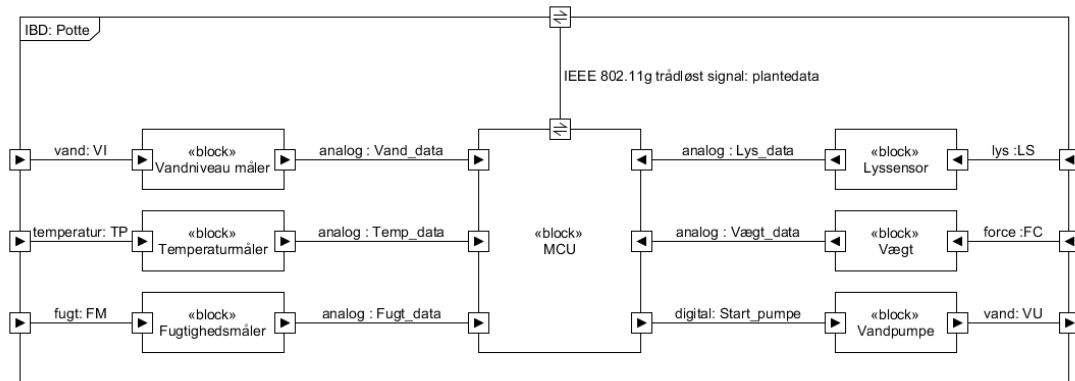 IBD: Potte
IEEE 802.11g trådløst signal: plantedata
vand: VI
«block»
Vandniveau måler
analog : Vand_data
analog : Lys_data
«block»
Lyssensor
lys :LS
temperatur: TP
«block»
Temperaturmåler
analog : Temp_data
«block»
MCU
analog : Vægt_data
«block»
Vægt
force :FC
fugt: FM
«block»
Fugtighedsmåler
analog : Fugt_data
digital: Start_pumpe
«block»
Vandpumpe
vand: VU